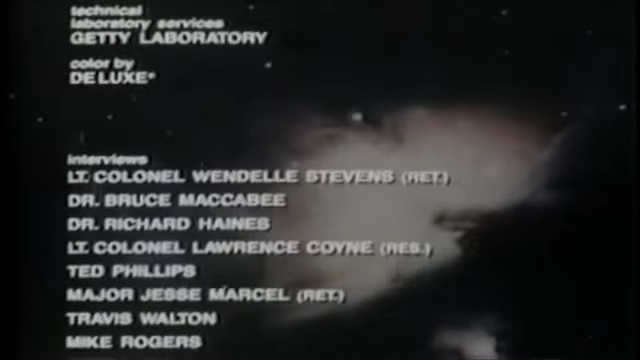 technical
laboratory services
GETTY LABORATORY
color by
DE LUXE®
interviews
LT. COLONEL WENDELLE STEVENS (RET.)
DR. BRUCE MACCABEE
DR. RICHARD HAINES
LT. COLONEL LAWRENCE COYNE (RES.)
TED PHILLIPS
MAJOR JESSE MARCEL (RET.)
TRAVIS WALTON
MIKE ROGERS